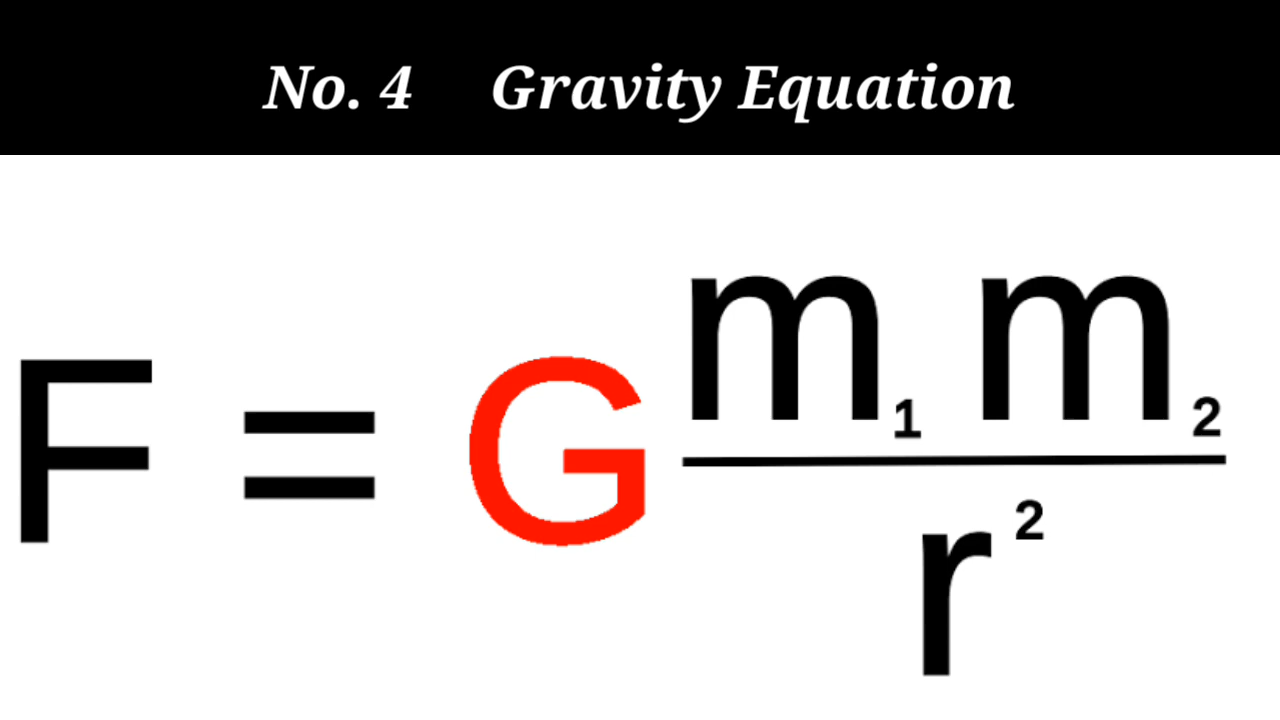 No. 4 Gravity Equation
F = G m₁ m₂ / r²